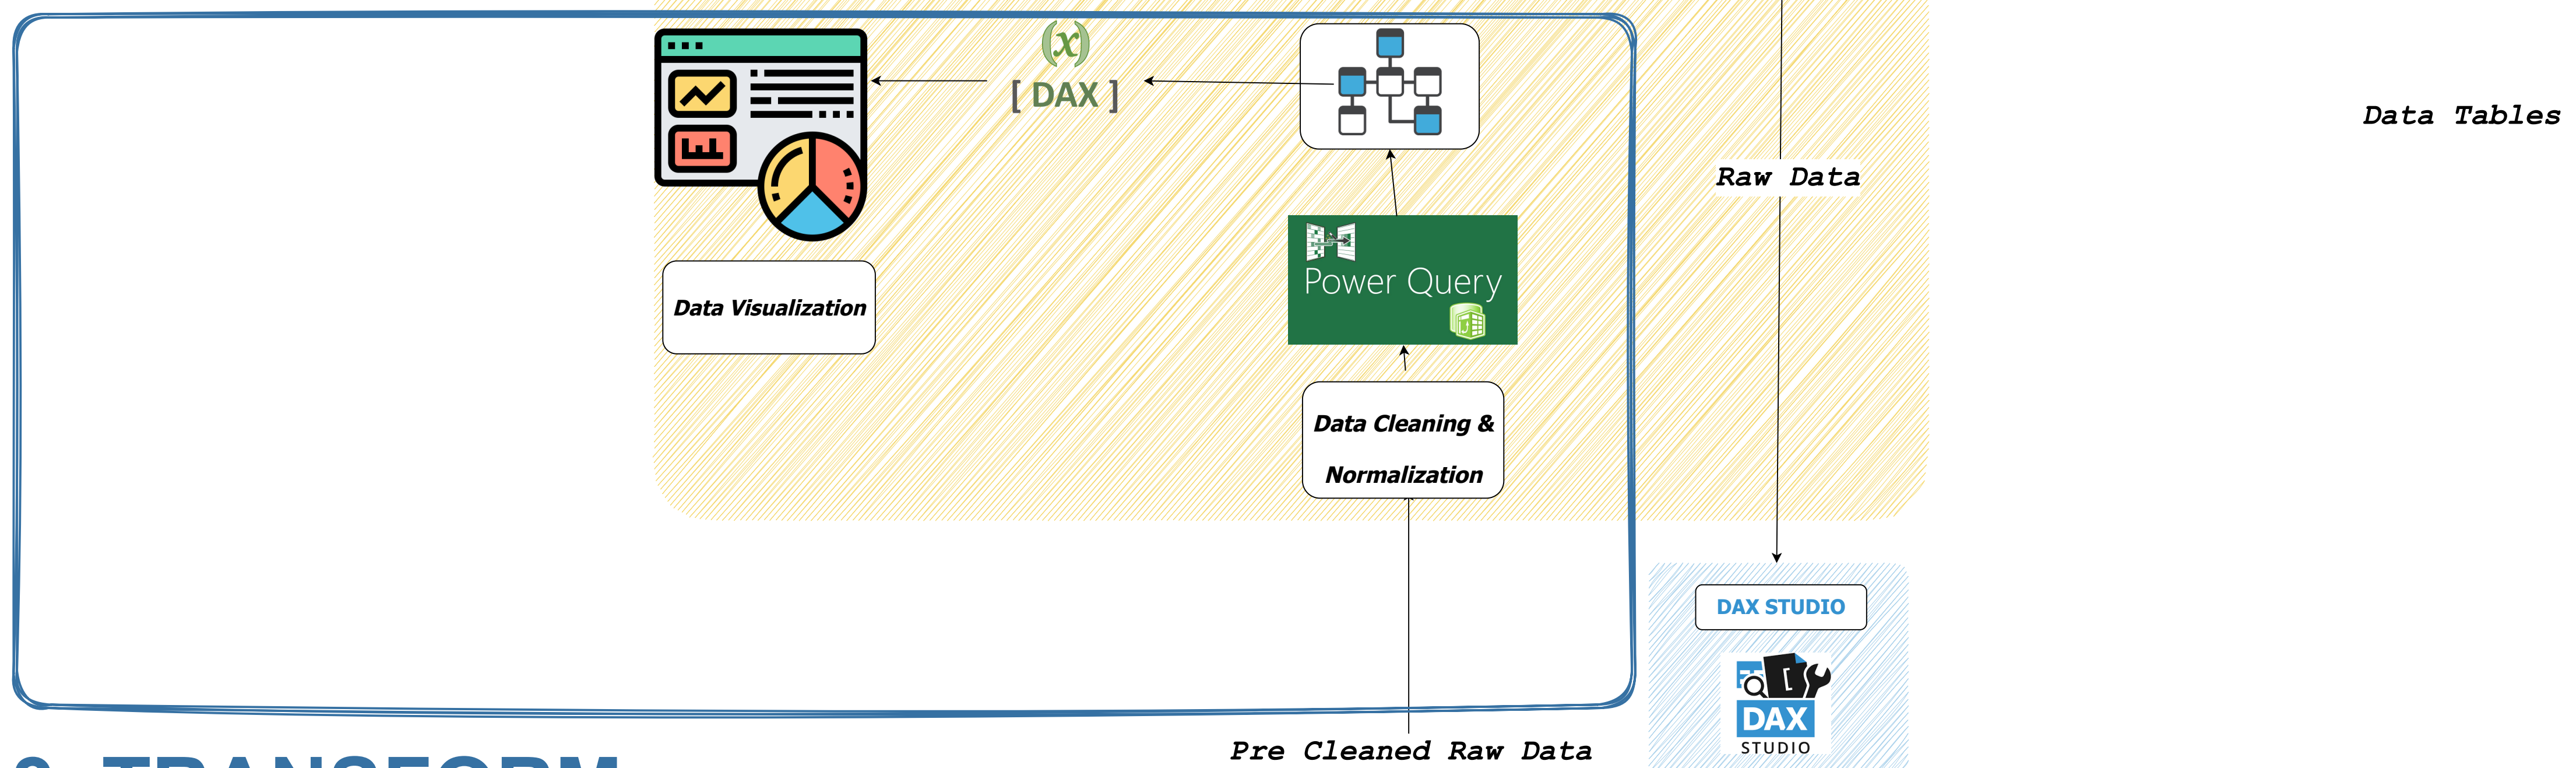 (x)
[ DAX ]
Data Tables
Raw Data
Power Query
Data Visualization
Data Cleaning &
Normalization
DAX STUDIO
[
DAX
STUDIO
Pre Cleaned Raw Data
TRANSFORM